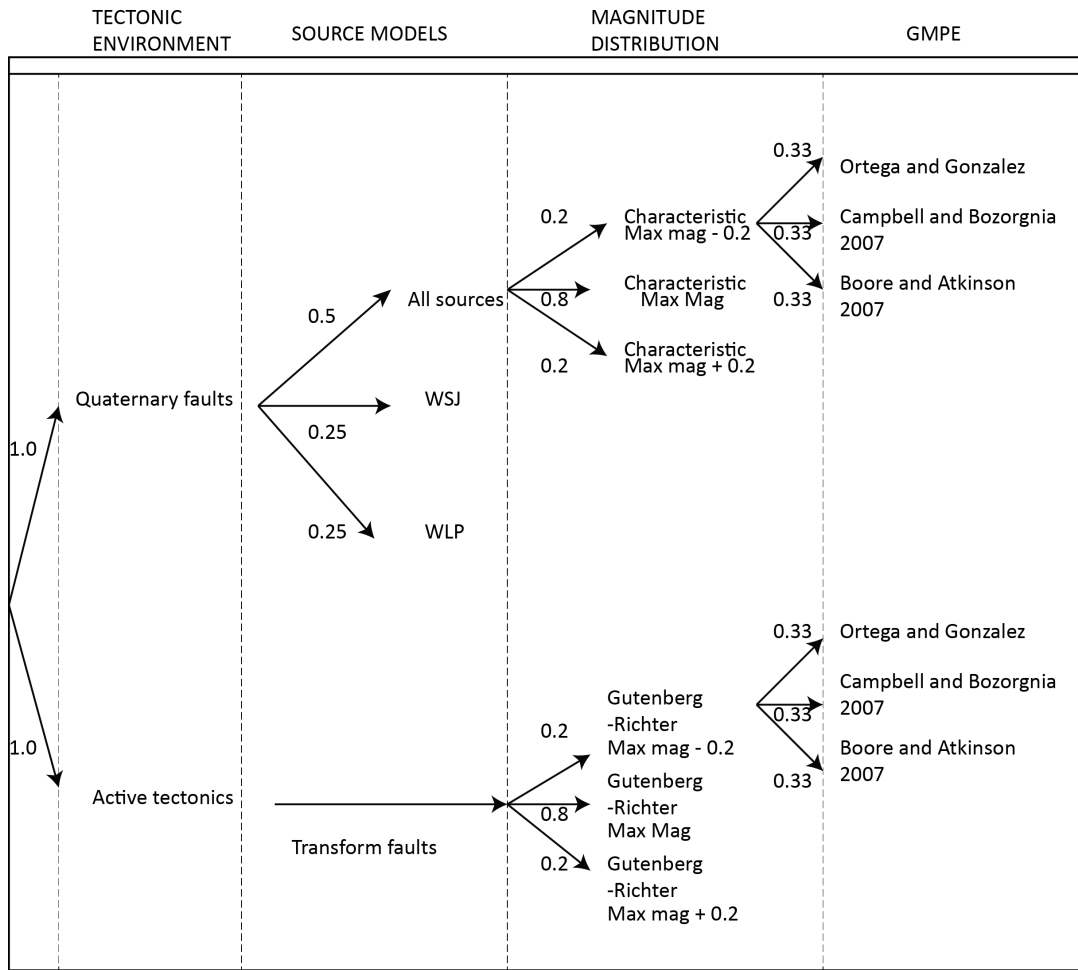 TECTONIC
ENVIRONMENT
SOURCE MODELS
MAGNITUDE
DISTRIBUTION
GMPE
1.0
Quaternary faults
0.5
All sources
0.25
WSJ
0.25
WLP
0.2
Characteristic
Max mag - 0.2
0.8
Characteristic
Max Mag
0.2
Characteristic
Max mag + 0.2
0.33
Ortega and Gonzalez
0.33
Campbell and Bozorgnia
2007
0.33
Boore and Atkinson
2007
1.0
Active tectonics
Transform faults
0.2
Gutenberg
-Richter
Max mag - 0.2
0.8
Gutenberg
-Richter
Max Mag
0.2
Gutenberg
-Richter
Max mag + 0.2
0.33
Ortega and Gonzalez
0.33
Campbell and Bozorgnia
2007
0.33
Boore and Atkinson
2007